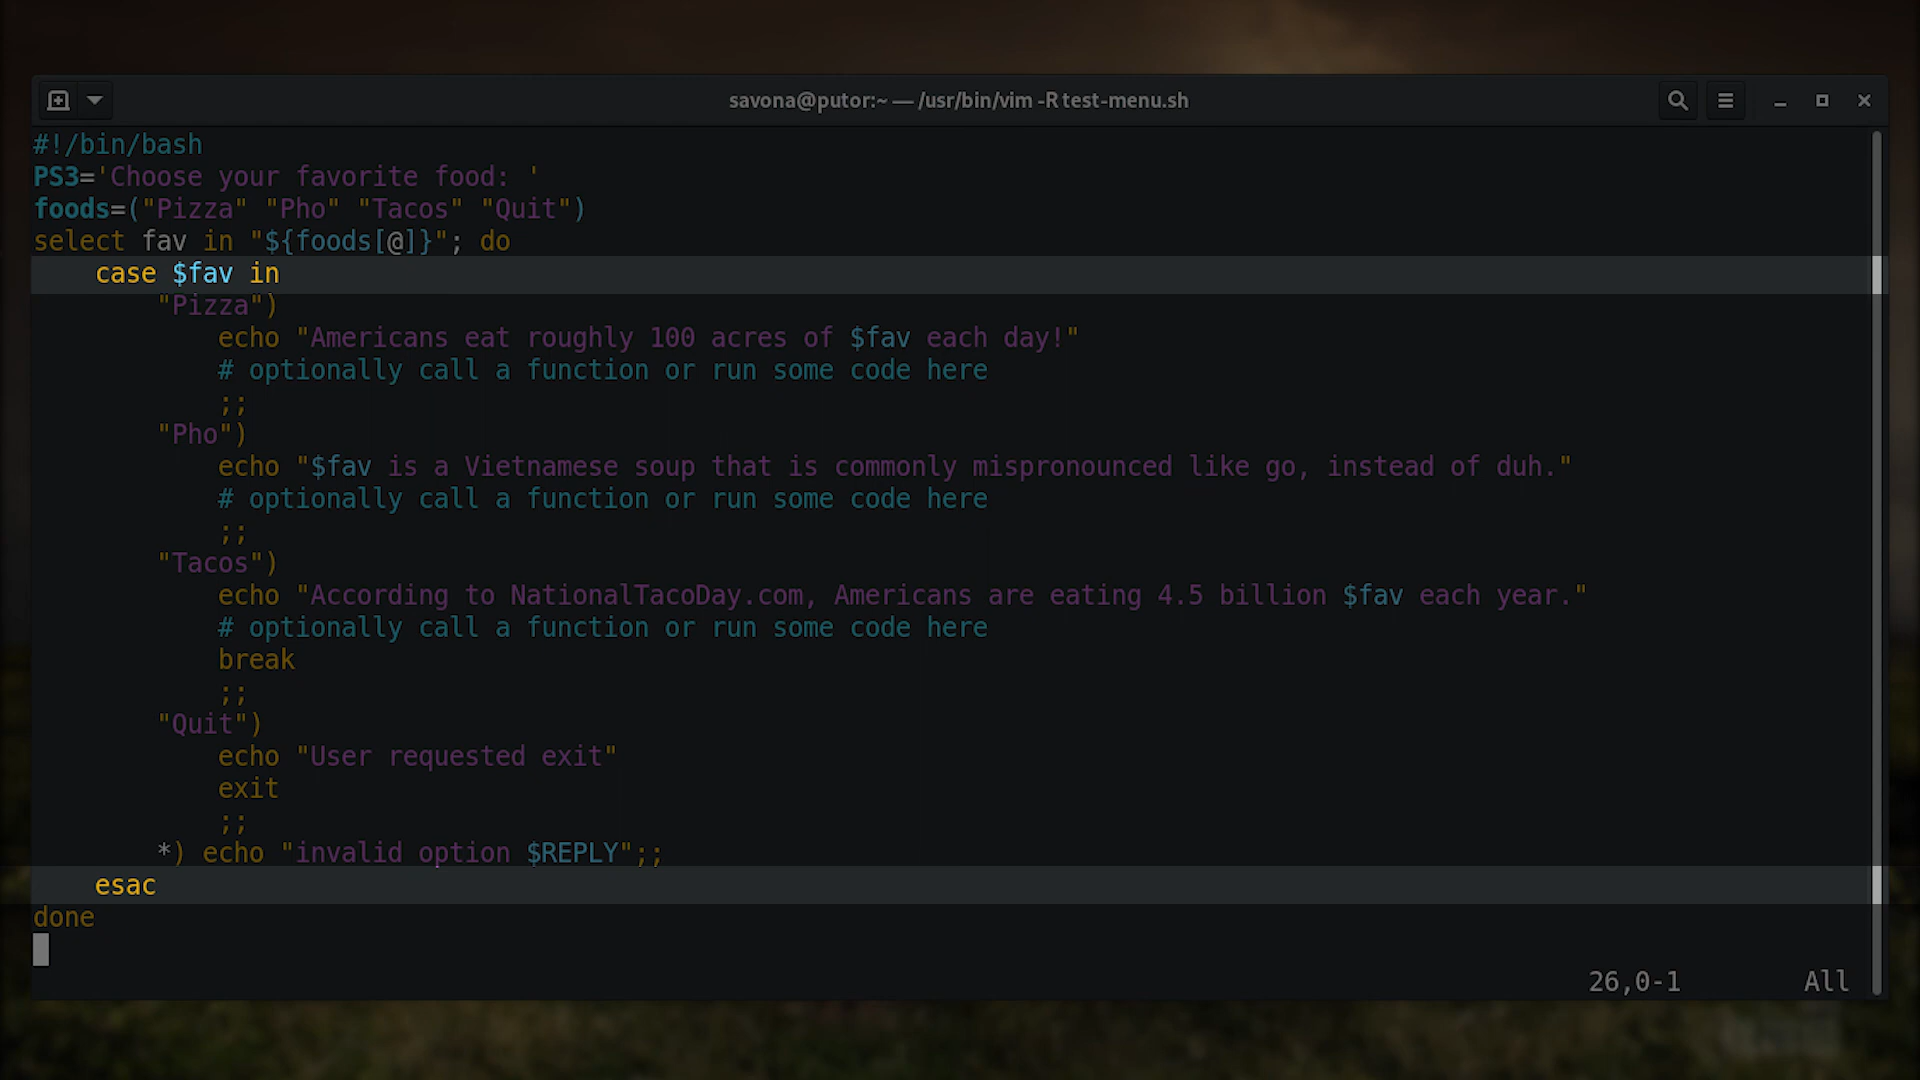 savona@putor:~ — /usr/bin/vim -R test-menu.sh
#!/bin/bash
PS3='Choose your favorite food: '
foods=("Pizza" "Pho" "Tacos" "Quit")
select fav in "${foods[@]}"; do
    case $fav in
        "Pizza")
            echo "Americans eat roughly 100 acres of $fav each day!"
            # optionally call a function or run some code here
            ;;
        "Pho")
            echo "$fav is a Vietnamese soup that is commonly mispronounced like go, instead of duh."
            # optionally call a function or run some code here
            ;;
        "Tacos")
            echo "According to NationalTacoDay.com, Americans are eating 4.5 billion $fav each year."
            # optionally call a function or run some code here
            break
            ;;
        "Quit")
            echo "User requested exit"
            exit
            ;;
        *) echo "invalid option $REPLY";;
    esac
done
26,0-1 All